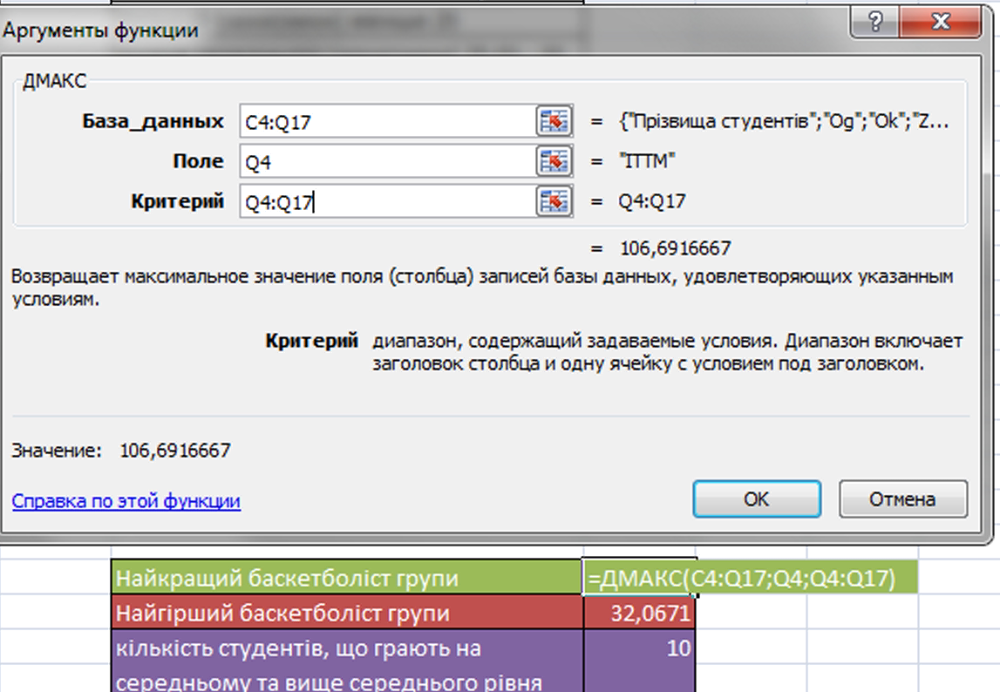 Аргументы функции
ДМАКС
База_данных C4:Q17 = {"Прізвища студентів";"Og";"Ok";"Z...
Поле Q4 = "ІТТМ"
Критерий Q4:Q17 = Q4:Q17
= 106,6916667
Возвращает максимальное значение поля (столбца) записей базы данных, удовлетворяющих указанным
условиям.
Критерий диапазон, содержащий задаваемые условия. Диапазон включает
заголовок столбца и одну ячейку с условием под заголовком.
Значение: 106,6916667
Справка по этой функции
ОК Отмена
Найкращий баскетболіст групи =ДМАКС(C4:Q17;Q4;Q4:Q17)
Найгірший баскетболіст групи 32,0671
кількість студентів, що грають на 10
середньому та вище середнього рівня